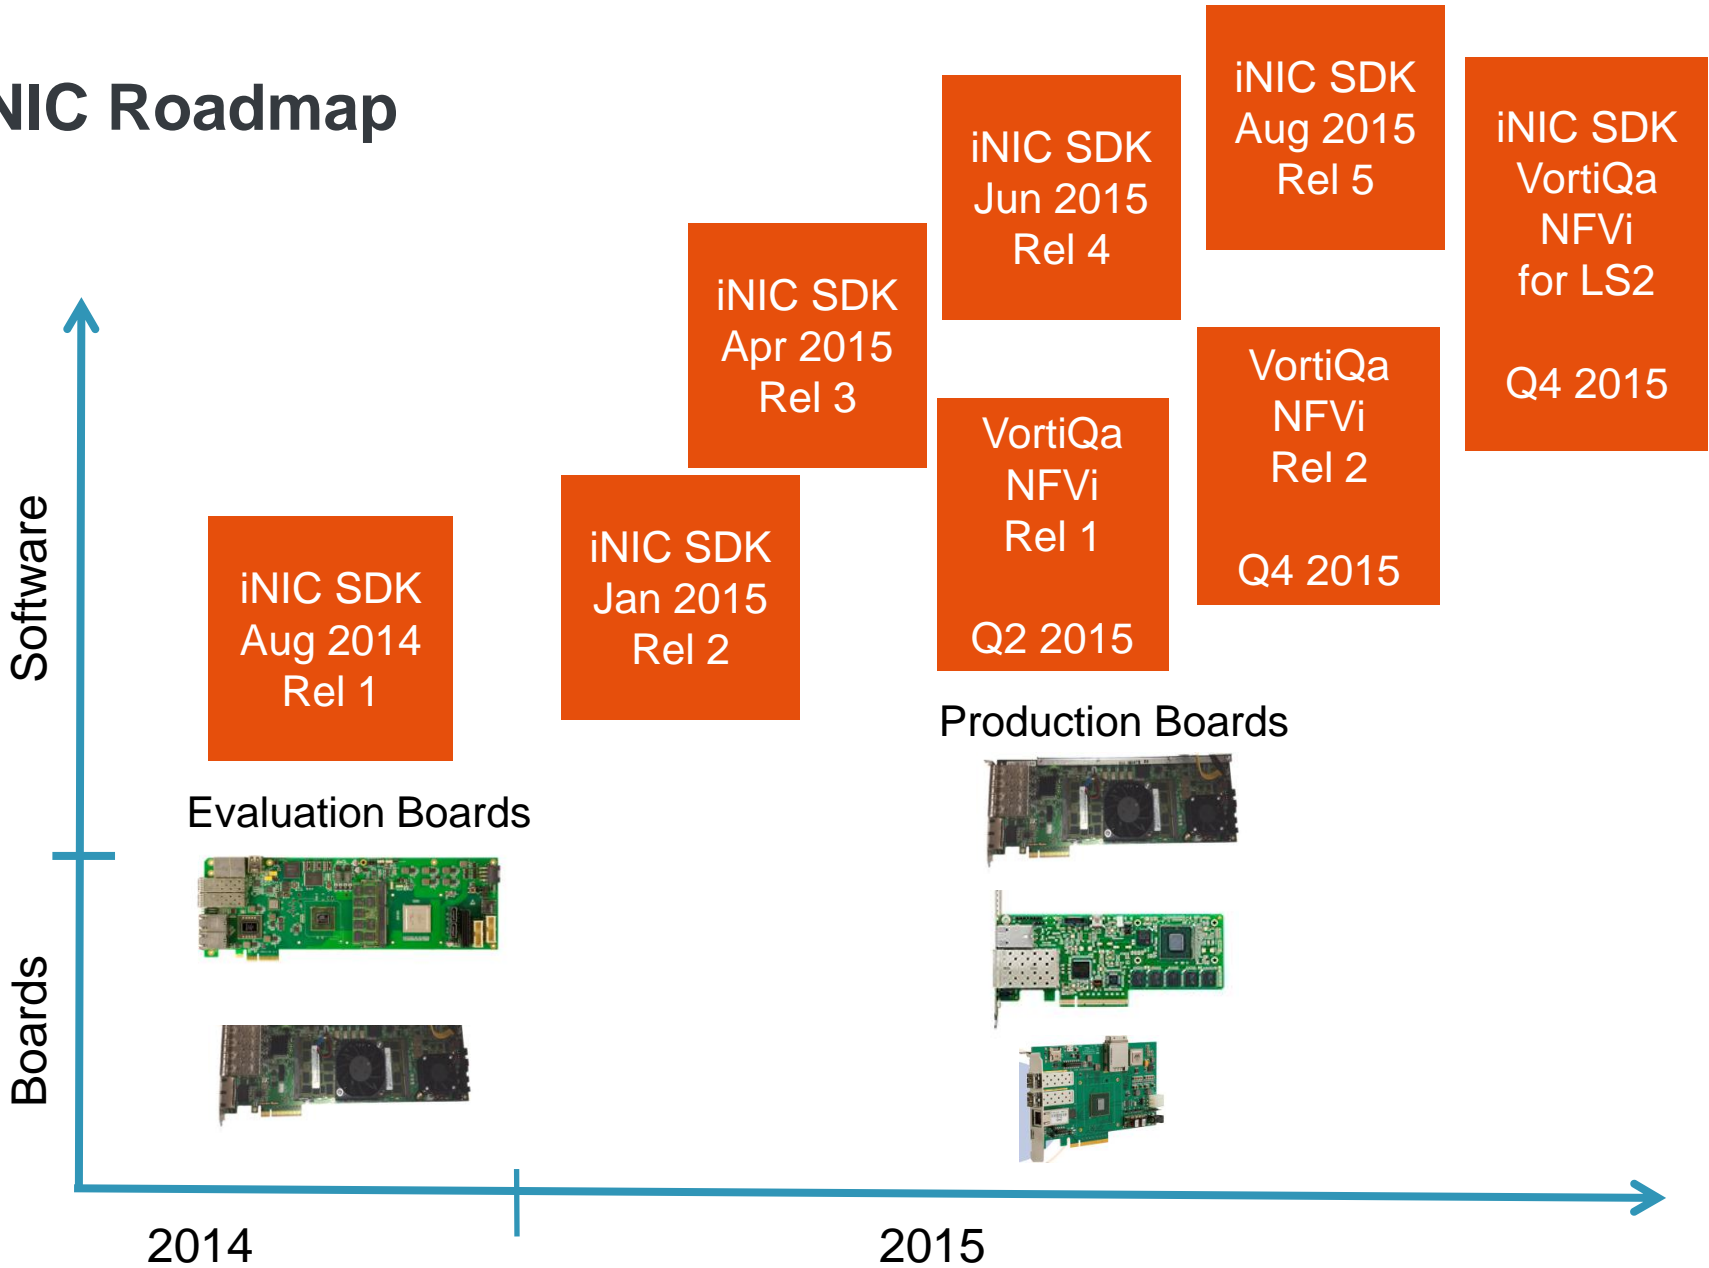 NIC Roadmap
iNIC SDK
Aug 2014
Rel 1
iNIC SDK
Jan 2015
Rel 2
iNIC SDK
Apr 2015
Rel 3
iNIC SDK
Jun 2015
Rel 4
iNIC SDK
Aug 2015
Rel 5
iNIC SDK
VortiQa
NFVi
for LS2
Q4 2015
VortiQa
NFVi
Rel 1
Q2 2015
VortiQa
NFVi
Rel 2
Q4 2015
Software
Boards
Evaluation Boards
Production Boards
2014
2015